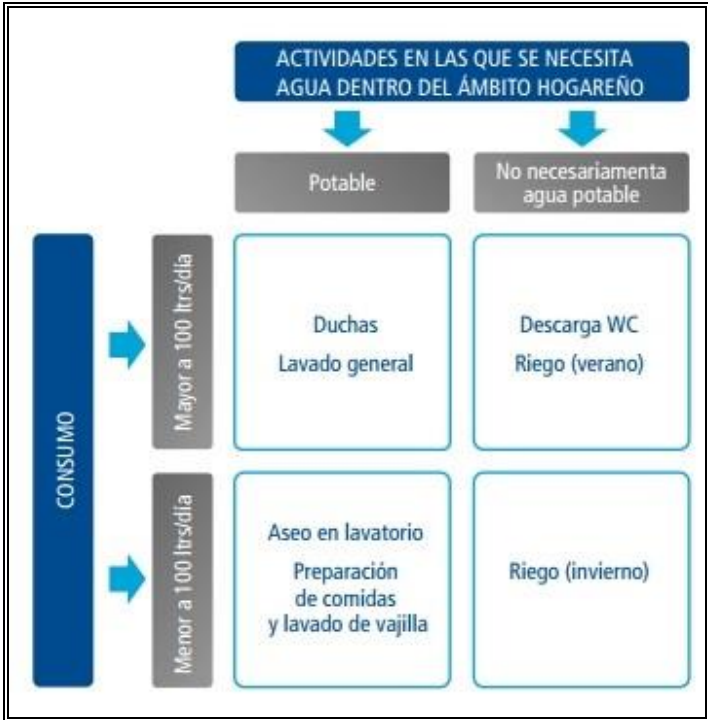 ACTIVIDADES EN LAS QUE SE NECESITA
AGUA DENTRO DEL ÁMBITO HOGAREÑO
Potable
No necesariamenta
agua potable
CONSUMO
Mayor a 100 ltrs/día
Duchas
Lavado general
Descarga WC
Riego (verano)
Menor a 100 ltrs/día
Aseo en lavatorio
Preparación
de comidas
y lavado de vajilla
Riego (invierno)